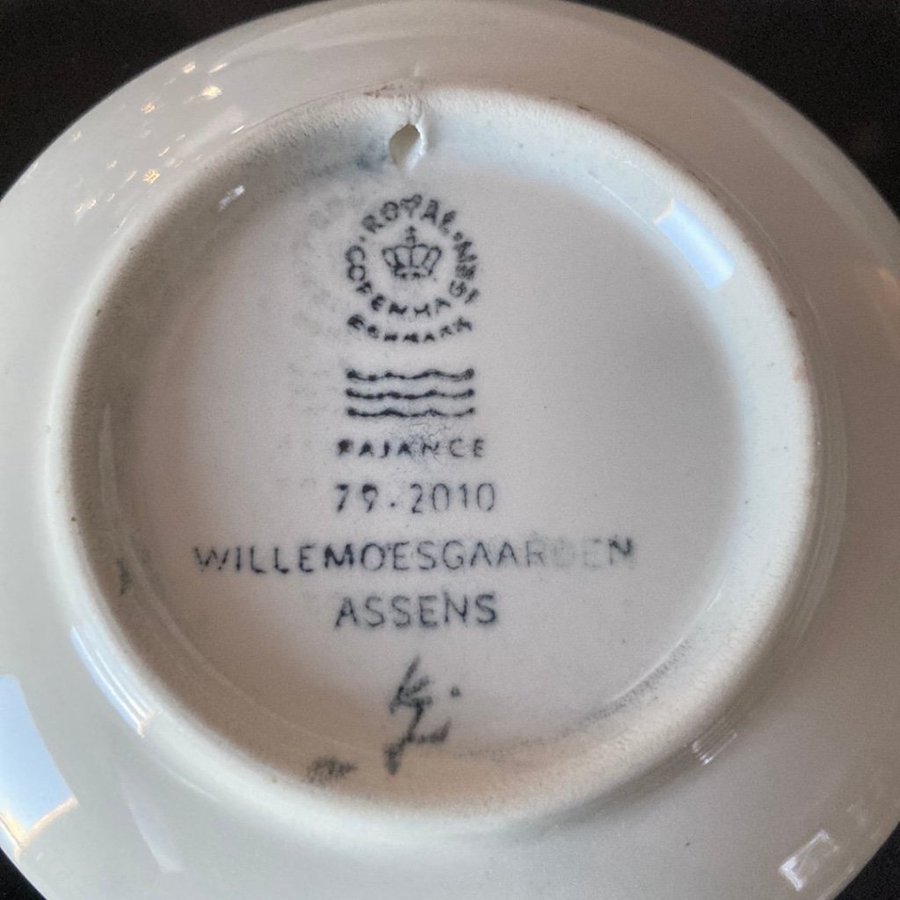 ROYAL COPENHAGEN
DENMARK
FAJANCE
79.2010
WILLEMOESGAARDEN
ASSENS